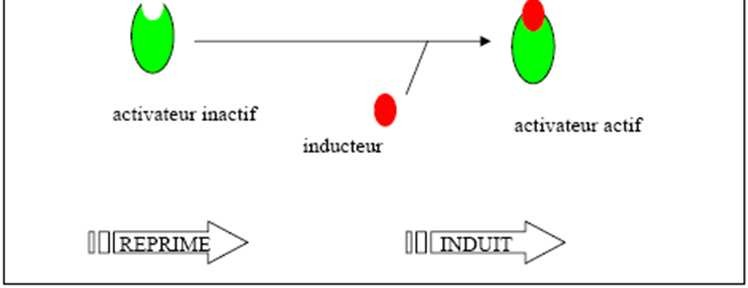 activateur inactif
inducteur
activateur actif
REPRIME
INDUIT